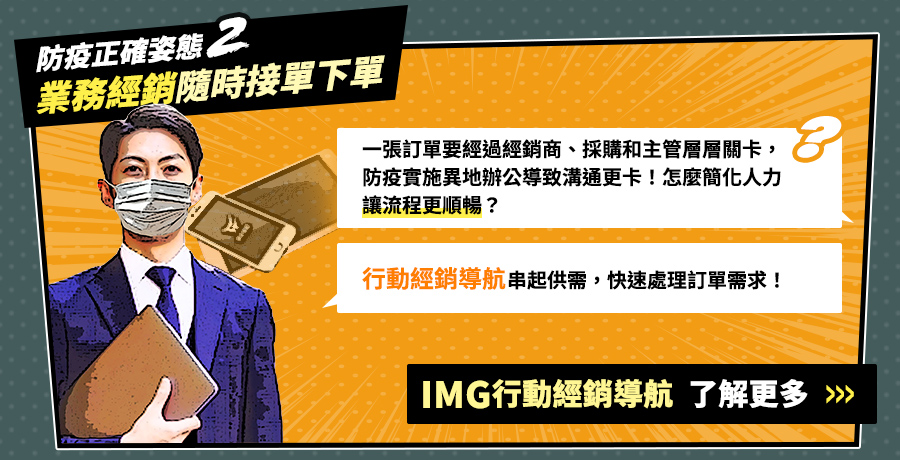 防疫正確姿態2
業務經銷隨時接單下單
?
一張訂單要經過經銷商、採購和主管層層關卡，
防疫實施異地辦公導致溝通更卡！怎麼簡化人力
讓流程更順暢？
行動經銷導航串起供需，快速處理訂單需求！
IMG行動經銷導航 了解更多 >>>